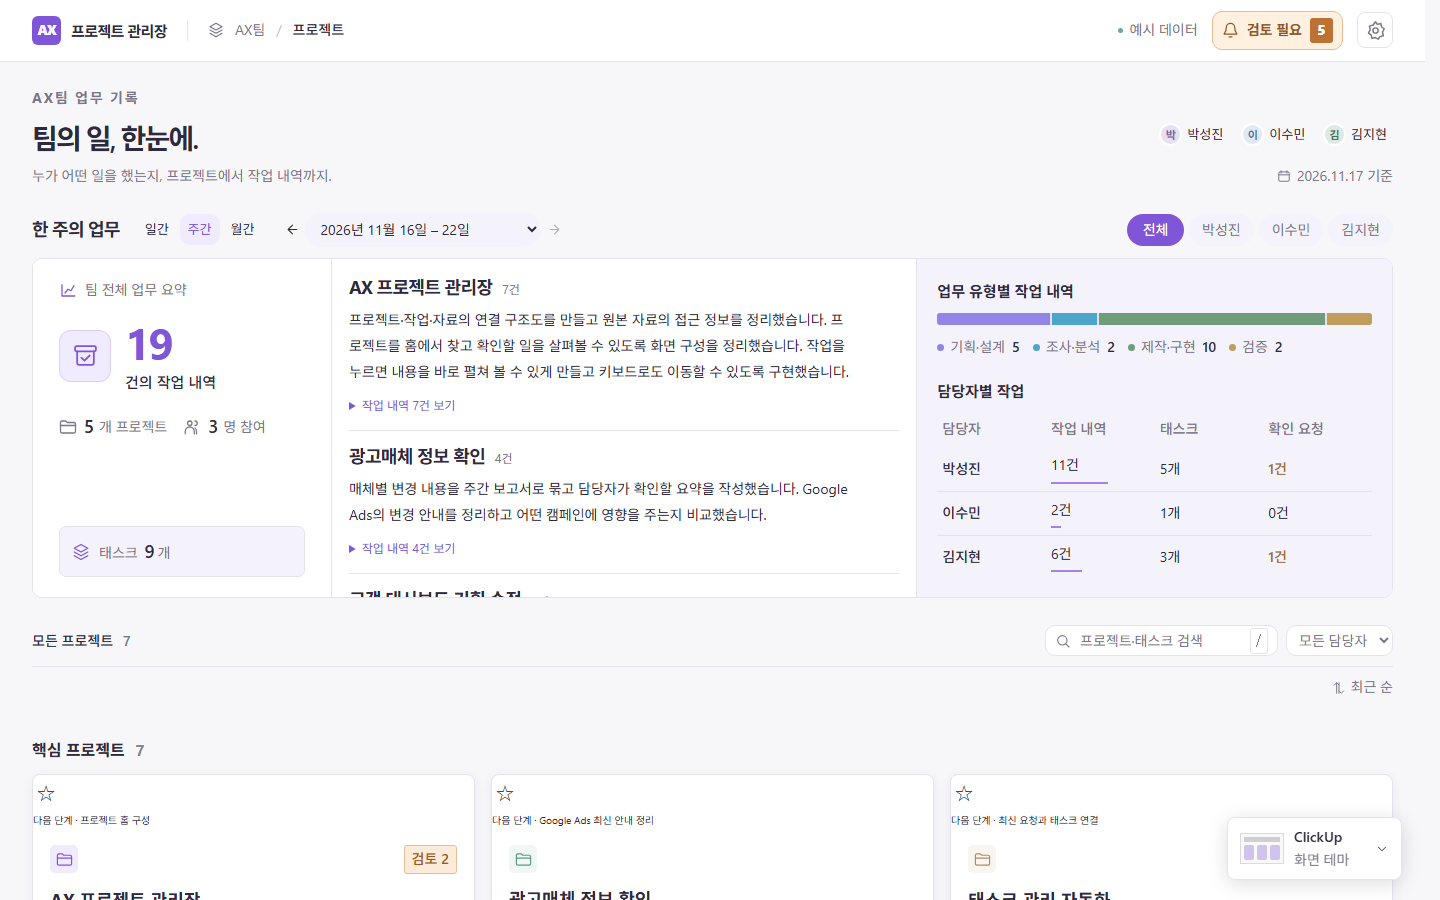 AX 프로젝트 관리장
AX팀 / 프로젝트
예시 데이터
검토 필요 5
AX팀 업무 기록
팀의 일, 한눈에.
누가 어떤 일을 했는지, 프로젝트에서 작업 내역까지.
박 박성진 이 이수민 김 김지현
2026.11.17 기준
한 주의 업무 일간 주간 월간 ← 2026년 11월 16일 – 22일 →
전체 박성진 이수민 김지현
팀 전체 업무 요약
19
건의 작업 내역
5 개 프로젝트 3 명 참여
태스크 9 개
AX 프로젝트 관리장 7건
프로젝트·작업·자료의 연결 구조도를 만들고 원본 자료의 접근 정보를 정리했습니다. 프
로젝트를 홈에서 찾고 확인할 일을 살펴볼 수 있도록 화면 구성을 정리했습니다. 작업을
누르면 내용을 바로 펼쳐 볼 수 있게 만들고 키보드로도 이동할 수 있도록 구현했습니다.
▶ 작업 내역 7건 보기
광고매체 정보 확인 4건
매체별 변경 내용을 주간 보고서로 묶고 담당자가 확인할 요약을 작성했습니다. Google
Ads의 변경 안내를 정리하고 어떤 캠페인에 영향을 주는지 비교했습니다.
▶ 작업 내역 4건 보기
업무 유형별 작업 내역
기획·설계 5 조사·분석 2 제작·구현 10 검증 2
담당자별 작업
담당자 작업 내역 태스크 확인 요청
박성진 11건 5개 1건
이수민 2건 1개 0건
김지현 6건 3개 1건
모든 프로젝트 7
프로젝트·태스크 검색 /
모든 담당자
최근 순
핵심 프로젝트 7
다음 단계 · 프로젝트 홈 구성
검토 2
AX 프로젝트 관리장
다음 단계 · Google Ads 최신 안내 정리
광고매체 정보 확인
다음 단계 · 최신 요청과 태스크 연결
태스크 관리 자동화
ClickUp
화면 테마